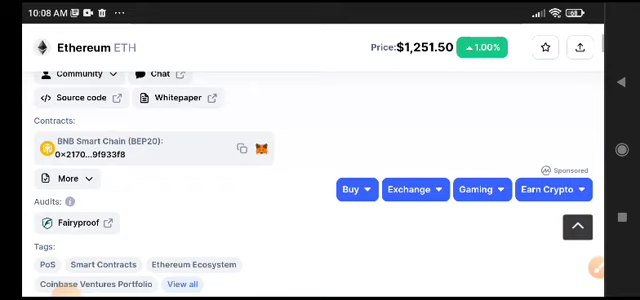 10:08 AM
Ethereum ETH
Price: $1,251.50 1.00%
Community
Chat
Source code
Whitepaper
Contracts:
BNB Smart Chain (BEP20):
0x2170...9f933f8
More
Sponsored
Buy
Exchange
Gaming
Earn Crypto
Audits:
Fairyproof
Tags:
PoS
Smart Contracts
Ethereum Ecosystem
Coinbase Ventures Portfolio
View all